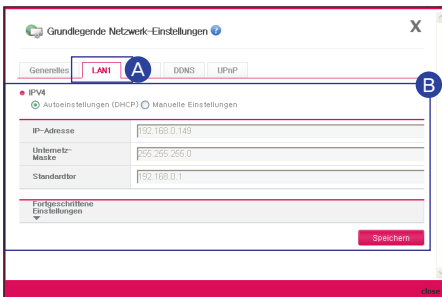 Grundlegende Netzwerk-Einstellungen ? X
Generelles LAN1 A DDNS UPnP
B
IPV4
Autoeinstellungen (DHCP) Manuelle Einstellungen
IP-Adresse 192.168.0.149
Unternetz-
Maske 255.255.255.0
Standardtor 192.168.0.1
Fortgeschrittene
Einstellungen
Speichern
close